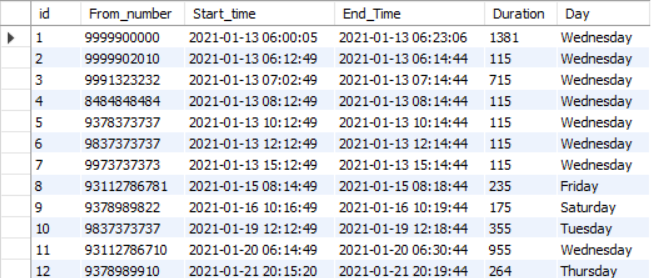 id From_number Start_time End_Time Duration Day
1 9999900000 2021-01-13 06:00:05 2021-01-13 06:23:06 1381 Wednesday
2 9999902010 2021-01-13 06:12:49 2021-01-13 06:14:44 115 Wednesday
3 9991323232 2021-01-13 07:02:49 2021-01-13 07:14:44 715 Wednesday
4 8484848484 2021-01-13 08:12:49 2021-01-13 08:14:44 115 Wednesday
5 9378373737 2021-01-13 10:12:49 2021-01-13 10:14:44 115 Wednesday
6 9837373737 2021-01-13 12:12:49 2021-01-13 12:14:44 115 Wednesday
7 9973737373 2021-01-13 15:12:49 2021-01-13 15:14:44 115 Wednesday
8 93112786781 2021-01-15 08:14:49 2021-01-15 08:18:44 235 Friday
9 9378989822 2021-01-16 10:16:49 2021-01-16 10:19:44 175 Saturday
10 9837373737 2021-01-19 12:12:49 2021-01-19 12:18:44 355 Tuesday
11 93112786710 2021-01-20 06:14:49 2021-01-20 06:30:44 955 Wednesday
12 9378989910 2021-01-21 20:15:20 2021-01-21 20:19:44 264 Thursday